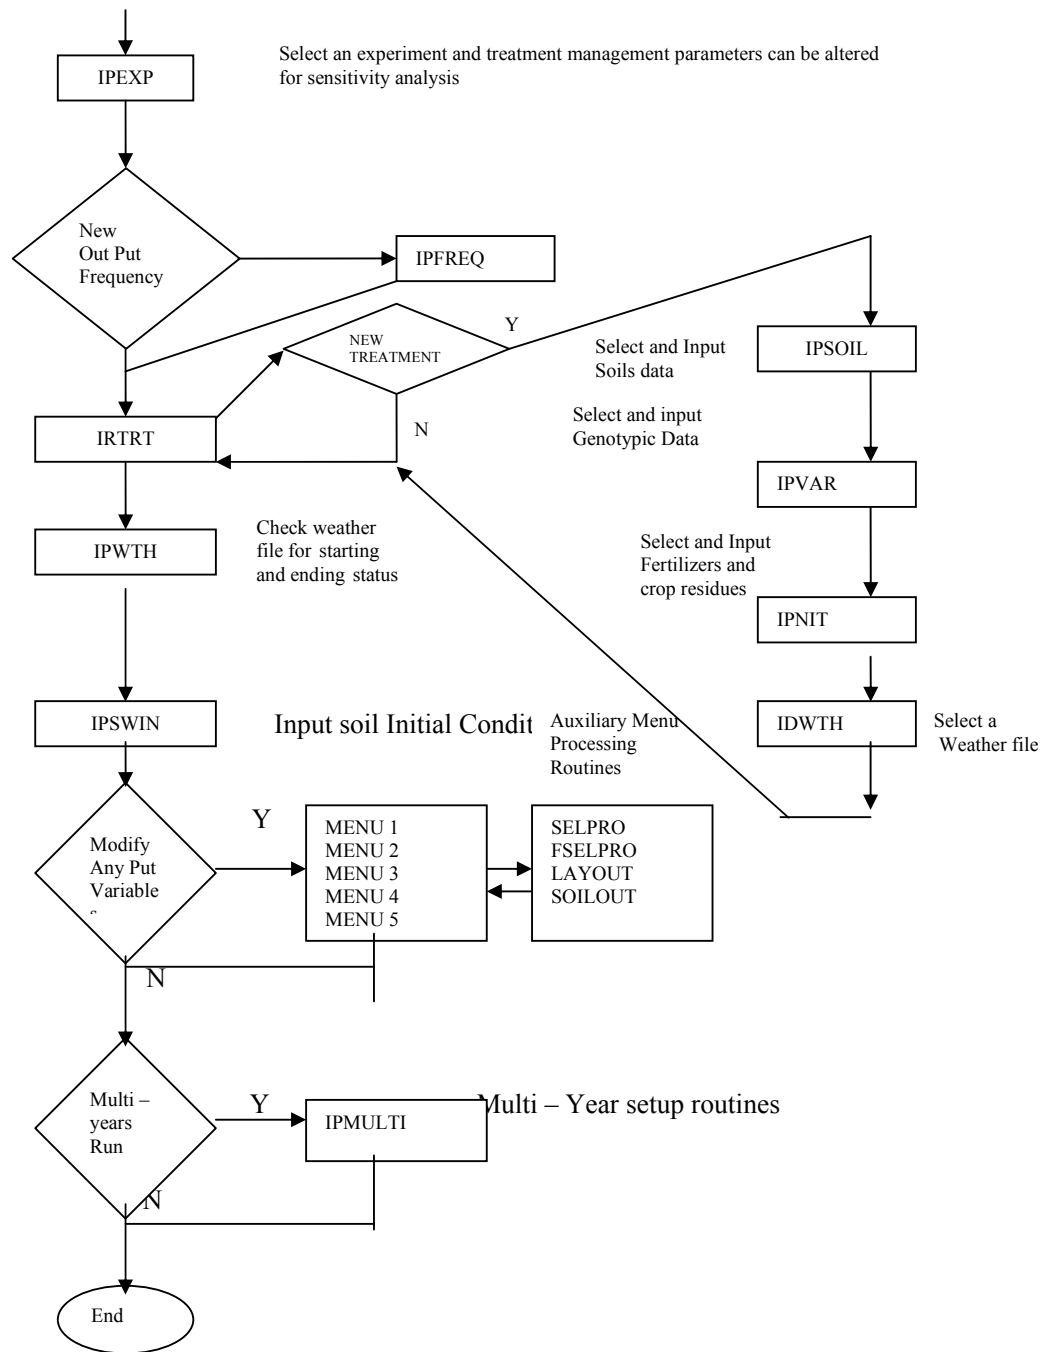 Select an experiment and treatment management parameters can be altered
for sensitivity analysis
IPEXP
New
Out Put
Frequency
IPFREQ
Y
NEW
TREATMENT
Select and Input
Soils data
IPSOIL
Select and input
Genotypic Data
N
IRTRT
IPVAR
Check weather
file for starting
and ending status
IPWTH
Select and Input
Fertilizers and
crop residues
IPNIT
IPSWIN
Input soil Initial Condit
Auxiliary Menu
Processing
Routines
IDWTH
Select a
Weather file
Y
Modify
Any Put
Variable
MENU 1
MENU 2
MENU 3
MENU 4
MENU 5
SELPRO
FSELPRO
LAYOUT
SOILOUT
N
Multi –
years
Run
Y
IPMULTI
Multi – Year setup routines
N
End